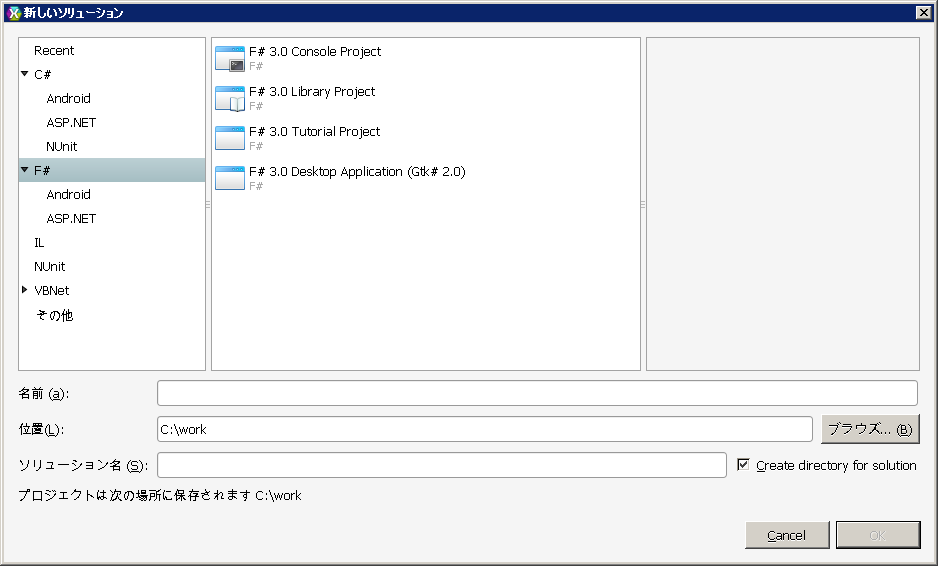 新しいソリューション
Recent
C#
Android
ASP.NET
NUnit
F#
Android
ASP.NET
IL
NUnit
VBNet
その他
F# 3.0 Console Project
F#
F# 3.0 Library Project
F#
F# 3.0 Tutorial Project
F#
F# 3.0 Desktop Application (Gtk# 2.0)
F#
名前 (a):
位置(L): C:\work ブラウズ... (B)
ソリューション名 (S): Create directory for solution
プロジェクトは次の場所に保存されます C:\work
Cancel OK